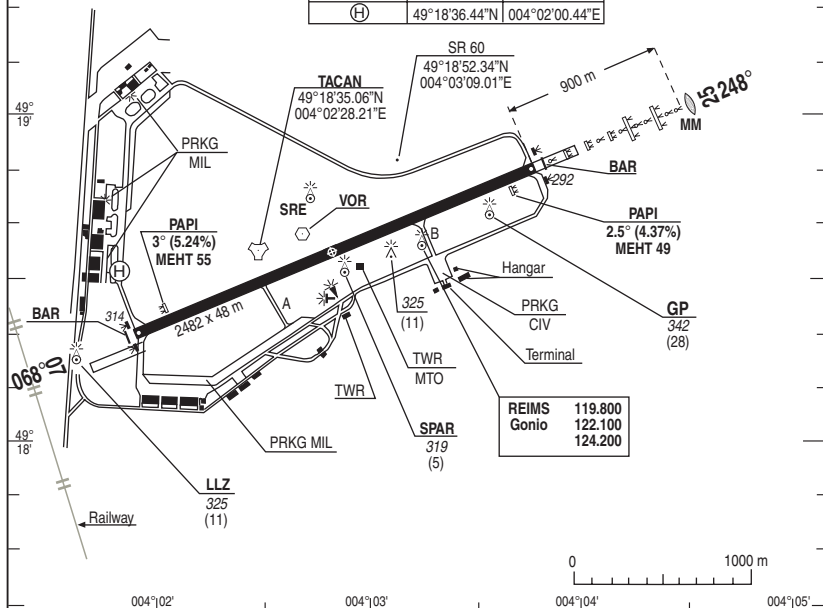 H 49°18'36.44"N 004°02'00.44"E
SR 60
49°18'52.34"N
004°03'09.01"E
TACAN
49°18'35.06"N
004°02'28.21"E
900 m
25 248°
MM
49°
19'
PRKG
MIL
BAR
292
SRE
VOR
PAPI
3° (5.24%)
MEHT 55
PAPI
2.5° (4.37%)
MEHT 49
B
H
Hangar
325
(11)
PRKG
CIV
GP
342
(28)
BAR
314
2482 x 48 m
A
T
Terminal
TWR
MTO
068° 07
TWR
REIMS 119.800
Gonio 122.100
124.200
SPAR
319
(5)
PRKG MIL
49°
18'
LLZ
325
(11)
Railway
0 1000 m
004°02' 004°03' 004°04' 004°05'